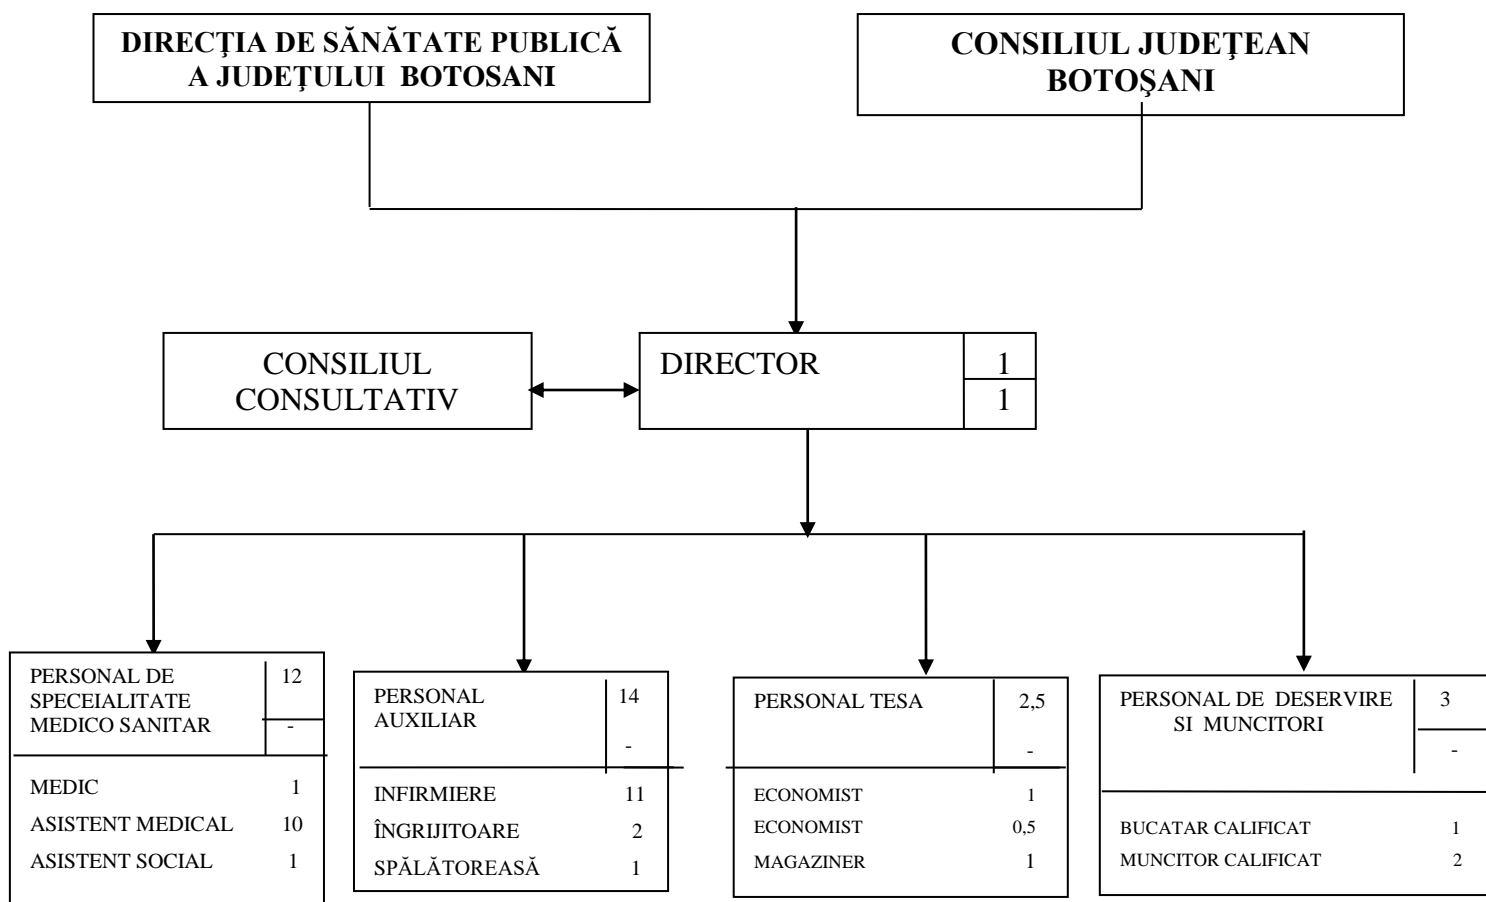 DIRECŢIA DE SĂNĂTATE PUBLICĂ
A JUDEŢULUI BOTOSANI
CONSILIUL JUDEŢEAN
BOTOŞANI
CONSILIUL
CONSULTATIV
DIRECTOR 1
1
PERSONAL DE 12
SPECEIALITATE
MEDICO SANITAR -
MEDIC 1
ASISTENT MEDICAL 10
ASISTENT SOCIAL 1
PERSONAL 14
AUXILIAR
-
INFIRMIERE 11
ÎNGRIJITOARE 2
SPĂLĂTOREASĂ 1
PERSONAL TESA 2,5
-
ECONOMIST 1
ECONOMIST 0,5
MAGAZINER 1
PERSONAL DE DESERVIRE 3
SI MUNCITORI
-
BUCATAR CALIFICAT 1
MUNCITOR CALIFICAT 2